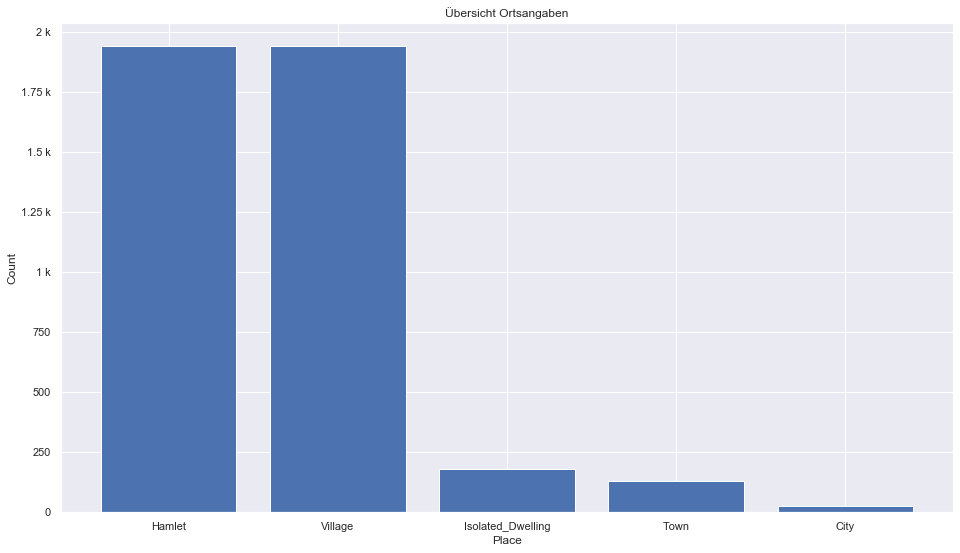 Übersicht Ortsangaben
2 k
1.75 k
1.5 k
1.25 k
1 k
750
500
250
0
Count
Hamlet
Village
Isolated_Dwelling
Town
City
Place